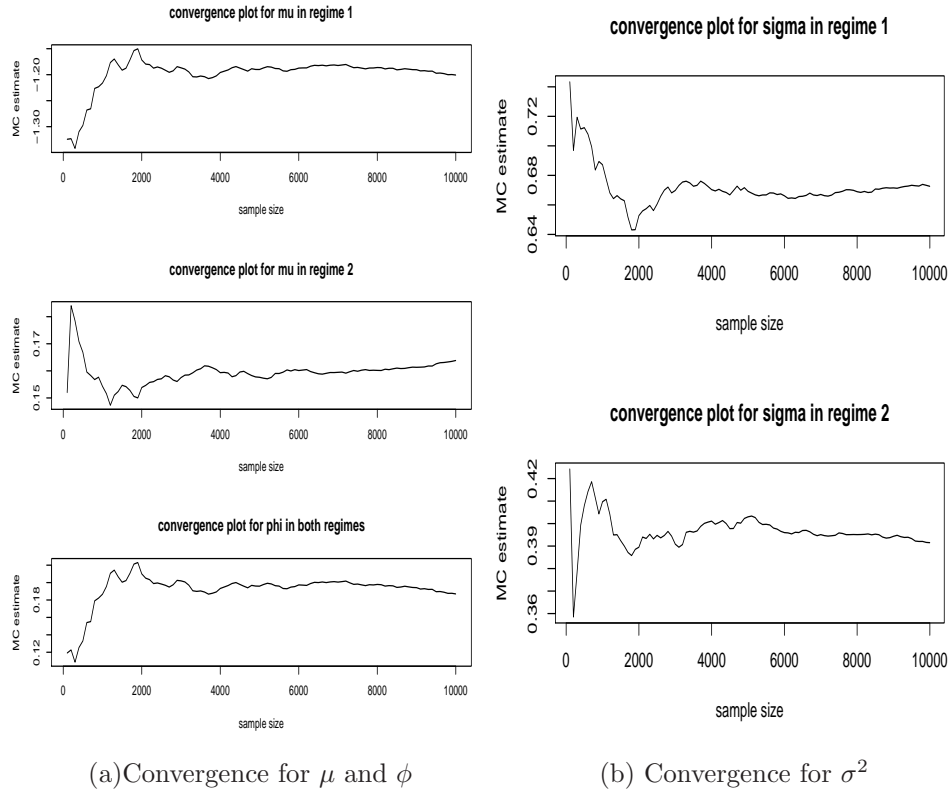 convergence plot for mu in regime 1
MC estimate
−1.20
−1.30
0 2000 4000 6000 8000 10000
sample size
convergence plot for mu in regime 2
MC estimate
0.17
0.15
0 2000 4000 6000 8000 10000
sample size
convergence plot for phi in both regimes
MC estimate
0.18
0.12
0 2000 4000 6000 8000 10000
sample size
(a)Convergence for μ and ϕ
convergence plot for sigma in regime 1
MC estimate
0.72
0.68
0.64
0 2000 4000 6000 8000 10000
sample size
convergence plot for sigma in regime 2
MC estimate
0.42
0.39
0.36
0 2000 4000 6000 8000 10000
sample size
(b) Convergence for σ²